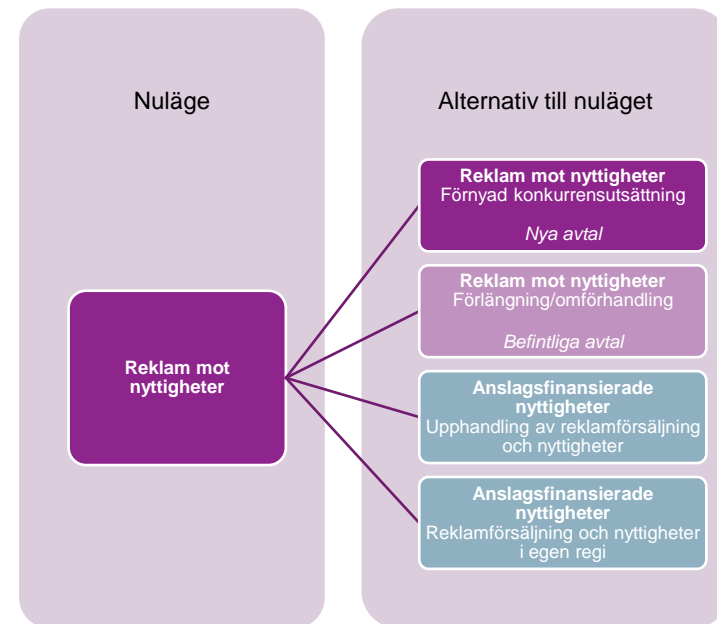 Nuläge
Reklam mot
nyttigheter
Alternativ till nuläget
Reklam mot nyttigheter
Förnyad konkurrensutsättning
Nya avtal
Reklam mot nyttigheter
Förlängning/omförhandling
Befintliga avtal
Anslagsfinansierade
nyttigheter
Upphandling av reklamförsäljning
och nyttigheter
Anslagsfinansierade
nyttigheter
Reklamförsäljning och nyttigheter
i egen regi